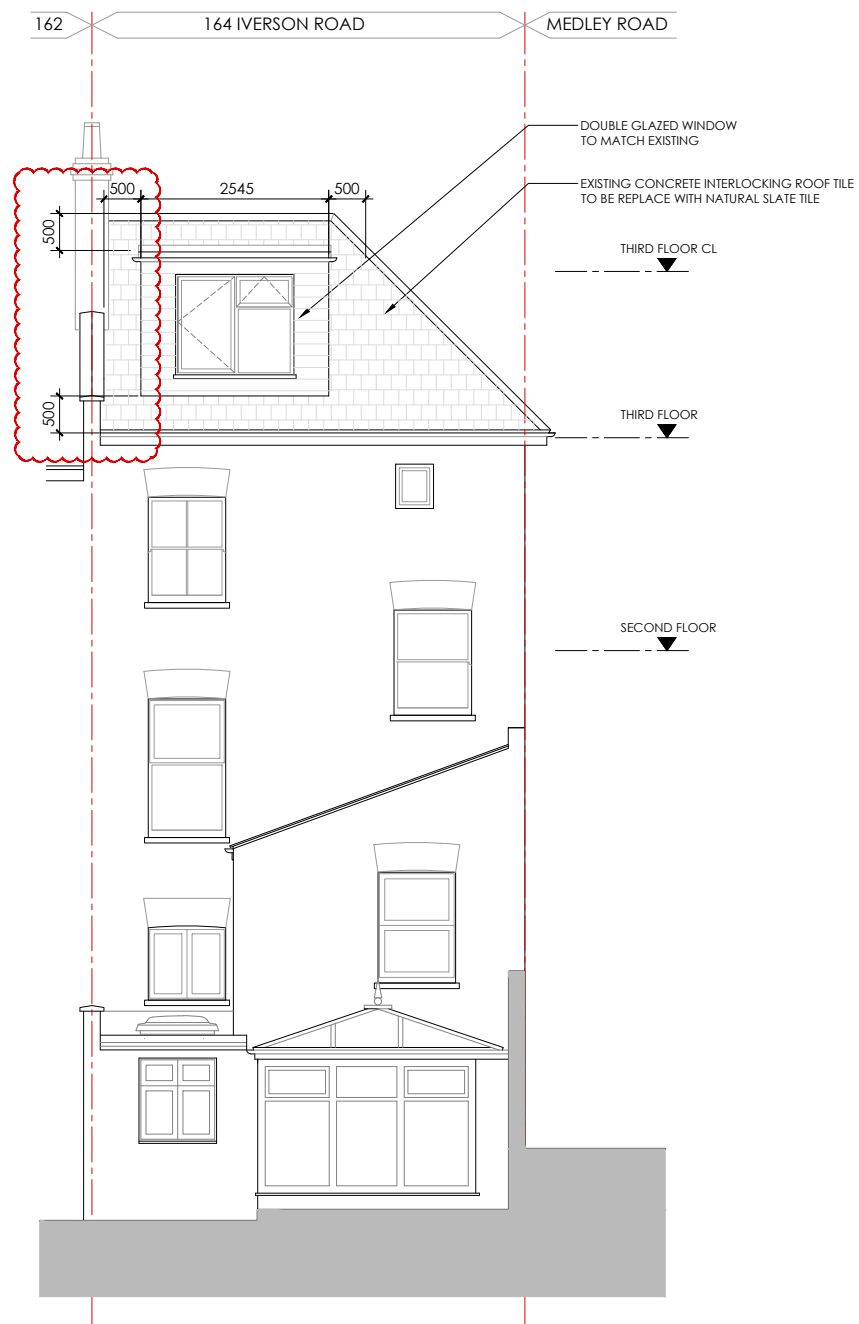 162
164 IVERSON ROAD
MEDLEY ROAD
DOUBLE GLAZED WINDOW
TO MATCH EXISTING
500
2545
500
EXISTING CONCRETE INTERLOCKING ROOF TILE
TO BE REPLACE WITH NATURAL SLATE TILE
500
THIRD FLOOR CL
500
THIRD FLOOR
SECOND FLOOR